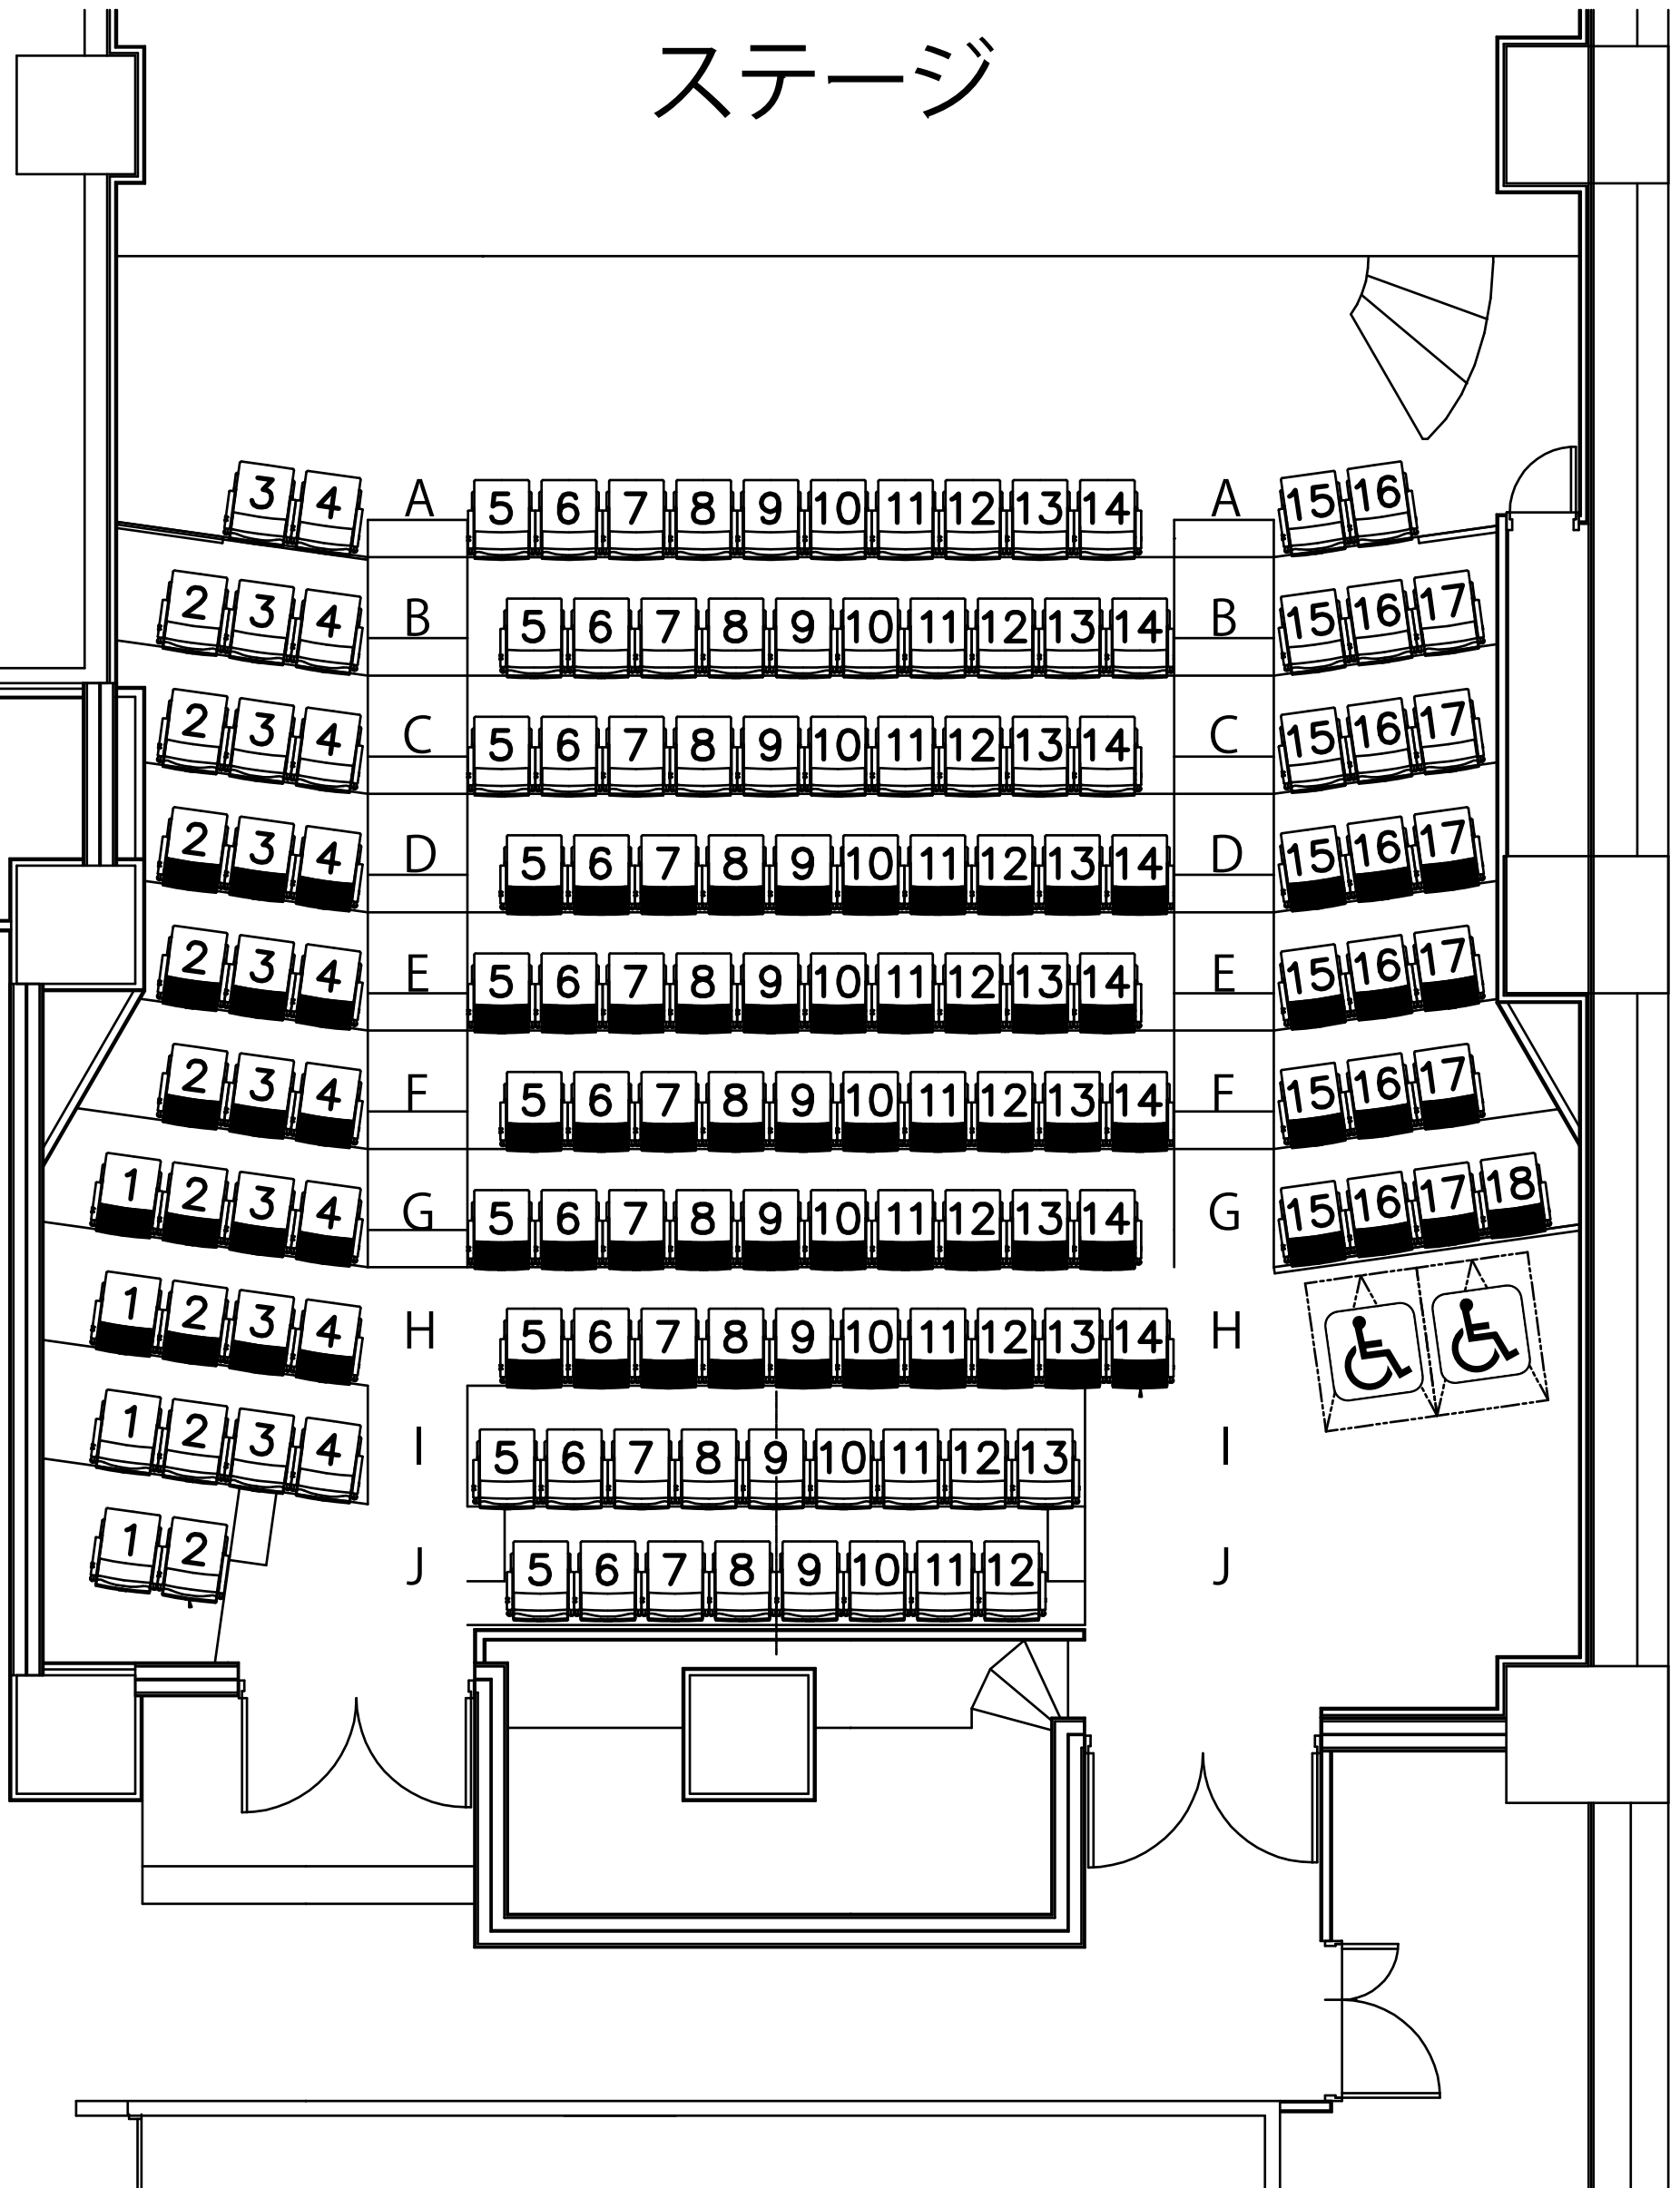 ステージ
3 4 A 5 6 7 8 9 10 11 12 13 14 A 15 16
2 3 4 B 5 6 7 8 9 10 11 12 13 14 B 15 16 17
2 3 4 C 5 6 7 8 9 10 11 12 13 14 C 15 16 17
2 3 4 D 5 6 7 8 9 10 11 12 13 14 D 15 16 17
2 3 4 E 5 6 7 8 9 10 11 12 13 14 E 15 16 17
2 3 4 F 5 6 7 8 9 10 11 12 13 14 F 15 16 17
1 2 3 4 G 5 6 7 8 9 10 11 12 13 14 G 15 16 17 18
1 2 3 4 H 5 6 7 8 9 10 11 12 13 14 H
1 2 3 4 I 5 6 7 8 9 10 11 12 13 I
1 2 J 5 6 7 8 9 10 11 12 J